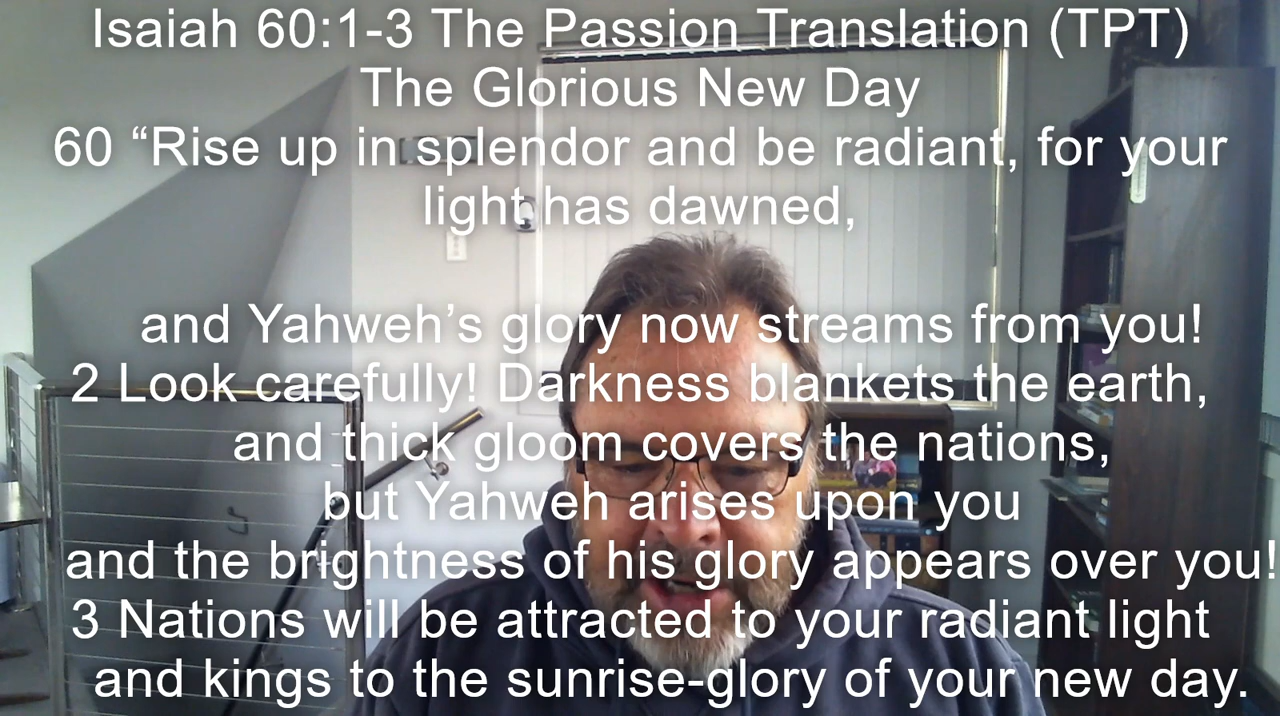 Isaiah 60:1-3 The Passion Translation (TPT)
The Glorious New Day
60 “Rise up in splendor and be radiant, for your
light has dawned,
and Yahweh’s glory now streams from you!
2 Look carefully! Darkness blankets the earth,
and thick gloom covers the nations,
but Yahweh arises upon you
and the brightness of his glory appears over you!
3 Nations will be attracted to your radiant light
and kings to the sunrise-glory of your new day.